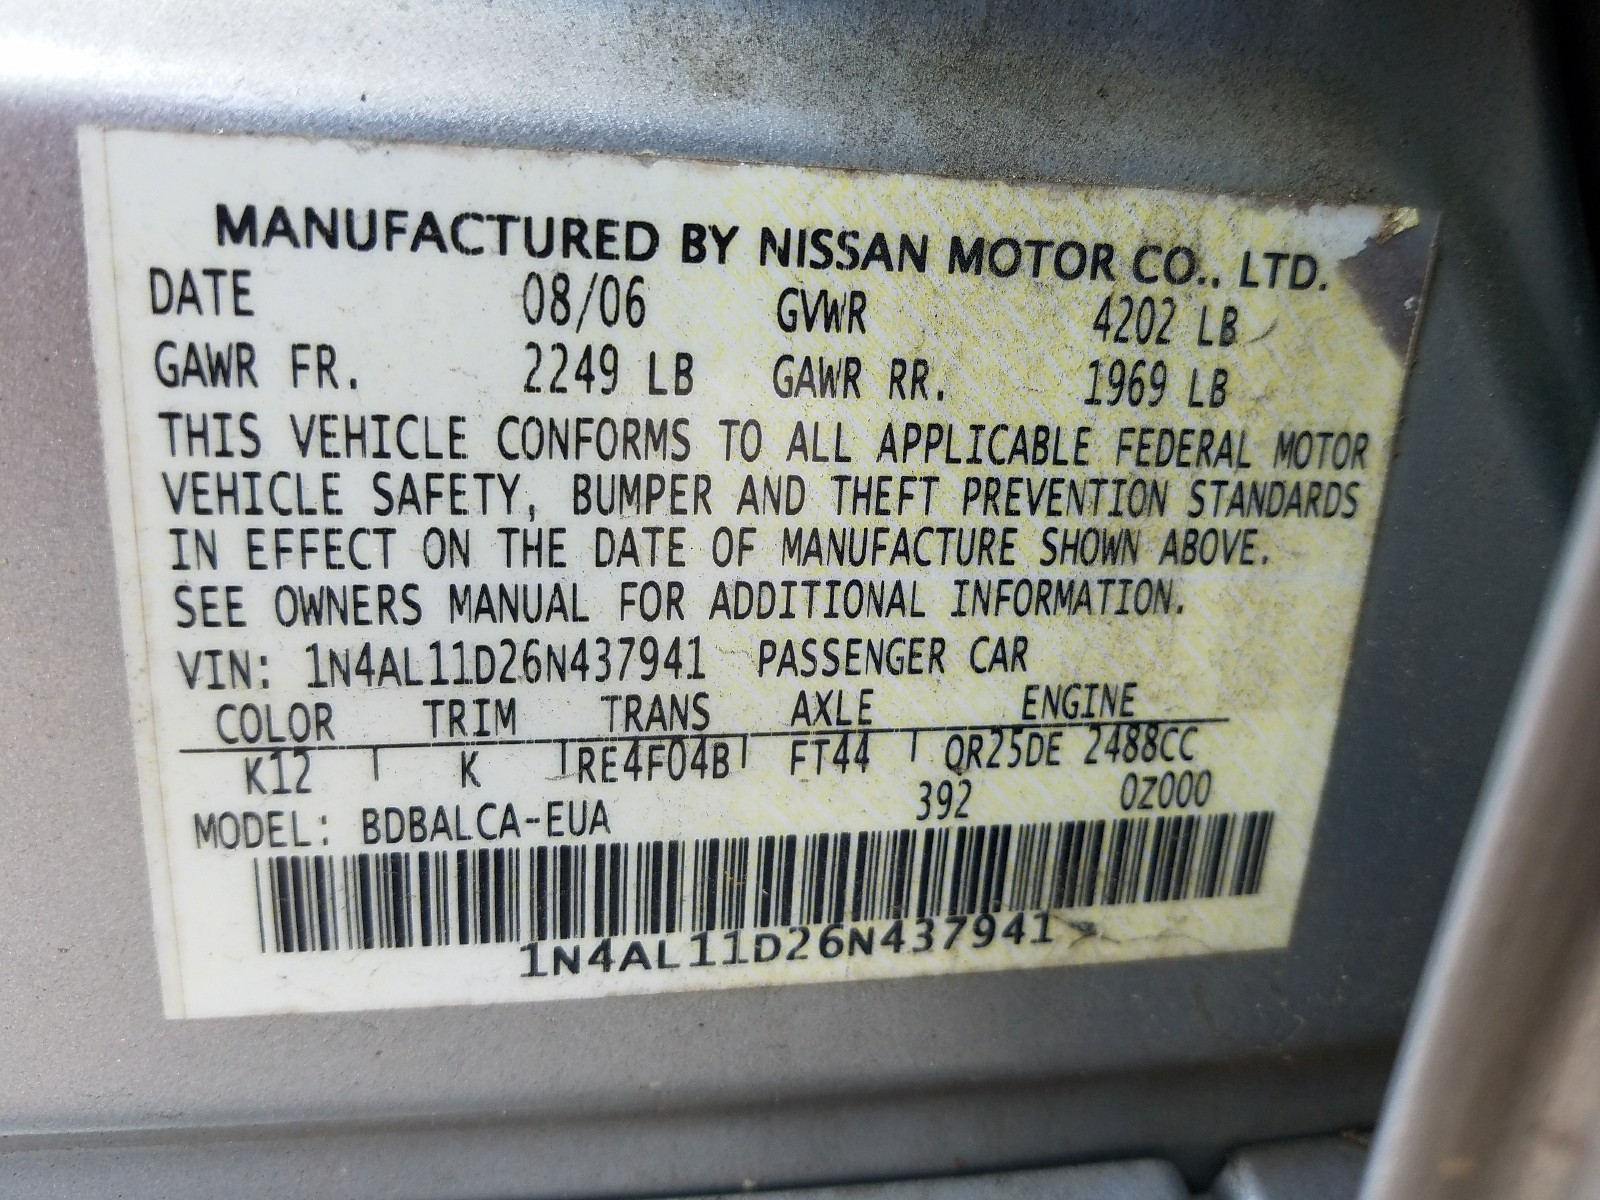 MANUFACTURED BY NISSAN MOTOR CO., LTD.
DATE 08/06 GVWR 4202 LB
GAWR FR. 2249 LB GAWR RR. 1969 LB
THIS VEHICLE CONFORMS TO ALL APPLICABLE FEDERAL MOTOR
VEHICLE SAFETY, BUMPER AND THEFT PREVENTION STANDARDS
IN EFFECT ON THE DATE OF MANUFACTURE SHOWN ABOVE.
SEE OWNERS MANUAL FOR ADDITIONAL INFORMATION.
VIN: 1N4AL11D26N437941 PASSENGER CAR
COLOR TRIM TRANS AXLE ENGINE
K12 K RE4F04B FT44 QR25DE 2488CC
392 0Z000
MODEL: BDBALCA-EUA
1N4AL11D26N437941